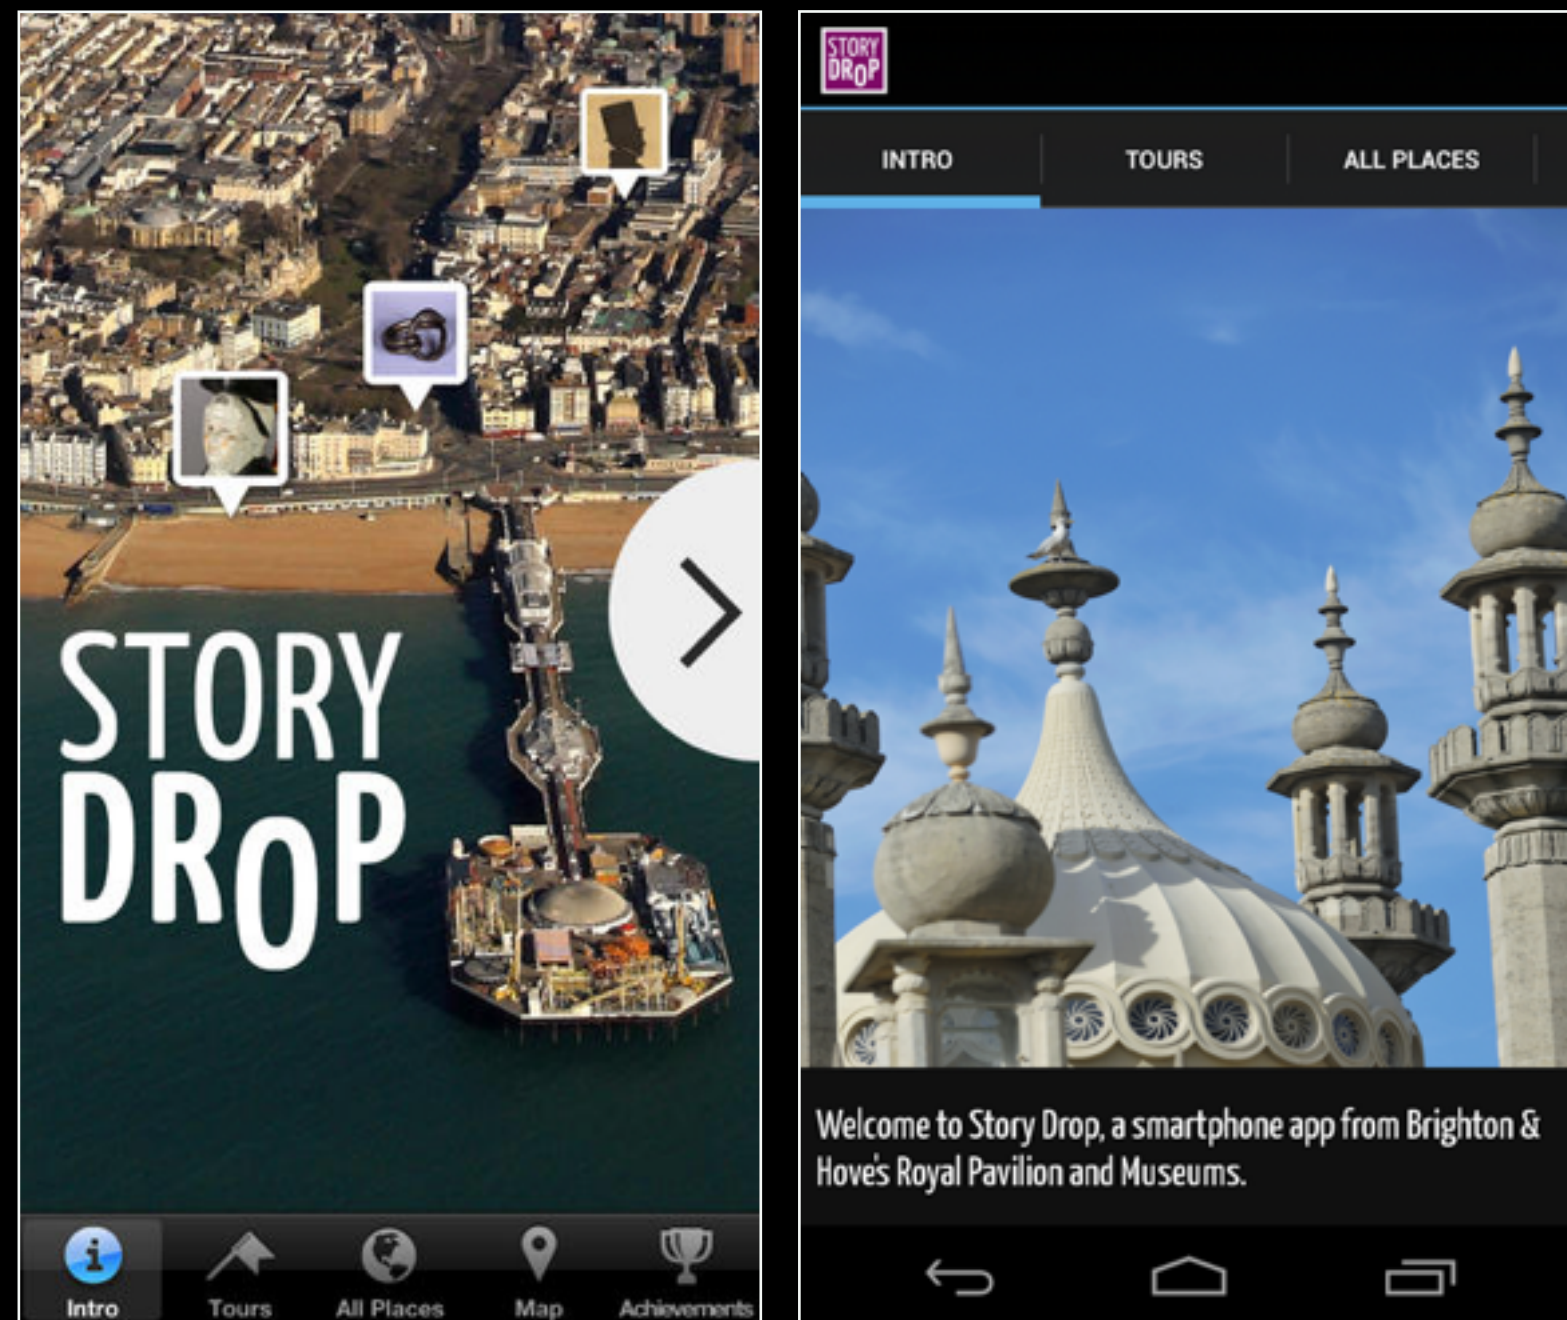 STORY
DROP
Intro
Tours
All Places
Map
Achievements
STORY
DROP
INTRO
TOURS
ALL PLACES
Welcome to Story Drop, a smartphone app from Brighton &
Hove's Royal Pavilion and Museums.